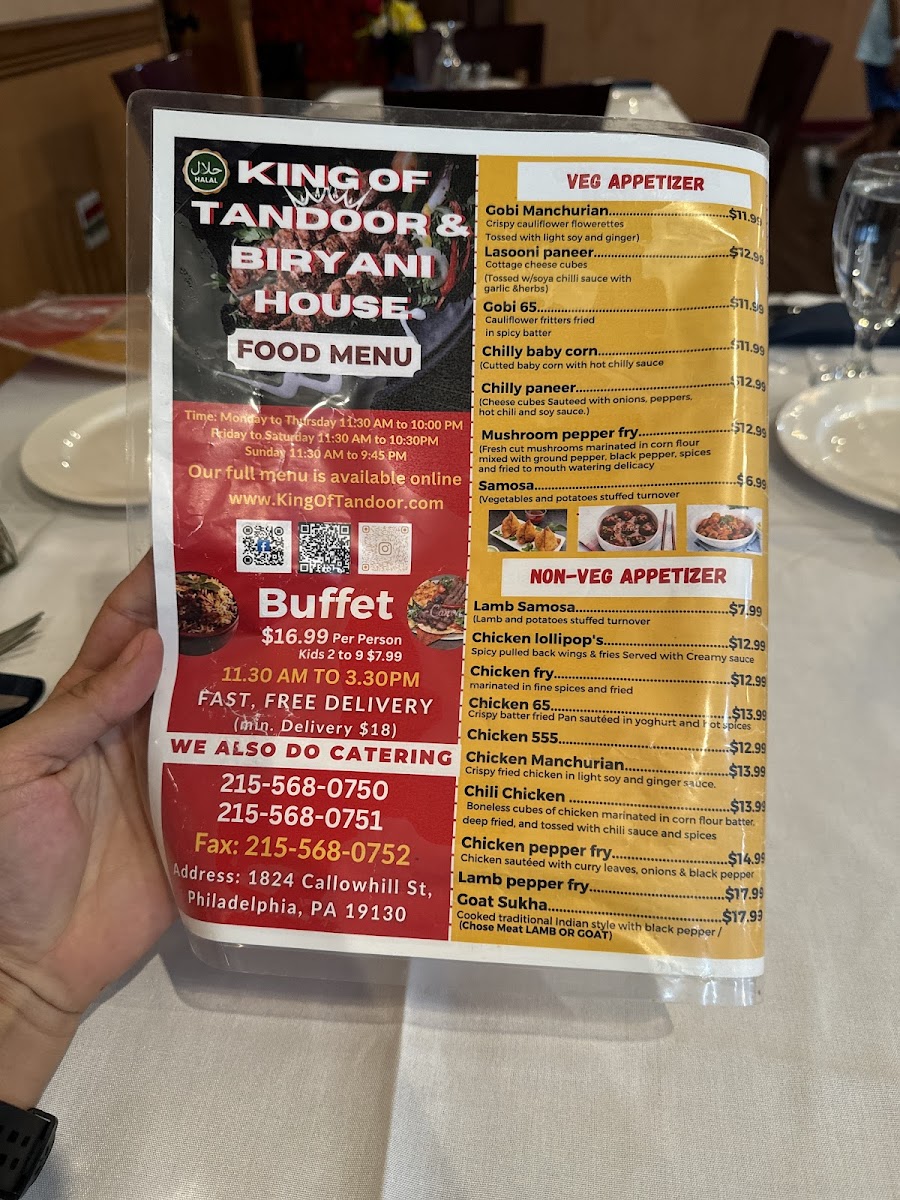 حلال
HALAL
KING OF
TANDOOR &
BIRYANI
HOUSE
FOOD MENU
Time: Monday to Thursday 11:30 AM to 10:00 PM
Friday to Saturday 11:30 AM to 10:30PM
Sunday 11:30 AM to 9:45 PM
Our full menu is available online
www.KingOfTandoor.com
Buffet
$16.99 Per Person
Kids 2 to 9 $7.99
11.30 AM TO 3.30PM
FAST, FREE DELIVERY
(min. Delivery $18)
WE ALSO DO CATERING
215-568-0750
215-568-0751
Fax: 215-568-0752
Address: 1824 Callowhill St,
Philadelphia, PA 19130
VEG APPETIZER
Gobi Manchurian...$11.99
Crispy cauliflower flowerettes
Tossed with light soy and ginger)
Lasooni paneer...$12.99
Cottage cheese cubes
(Tossed w/soya chilli sauce with
garlic &herbs)
Gobi 65...$11.99
Cauliflower fritters fried
in spicy batter
Chilly baby corn...$11.99
(Cutted baby corn with hot chilly sauce
Chilly paneer...$12.99
(Cheese cubes Sauteed with onions, peppers,
hot chili and soy sauce.)
Mushroom pepper fry...$12.99
(Fresh cut mushrooms marinated in corn flour
mixed with ground pepper, black pepper, spices
and fried to mouth watering delicacy
Samosa...$6.99
(Vegetables and potatoes stuffed turnover
NON-VEG APPETIZER
Lamb Samosa...$7.99
(Lamb and potatoes stuffed turnover
Chicken lollipop's...$12.99
Spicy pulled back wings & fries Served with Creamy sauce
Chicken fry...$12.99
marinated in fine spices and fried
Chicken 65...$13.99
Crispy batter fried Pan sautéed in yoghurt and hot spices
Chicken 555...$12.99
Chicken Manchurian...$13.99
Crispy fried chicken in light soy and ginger sauce.
Chili Chicken ...$13.99
Boneless cubes of chicken marinated in corn flour batter,
deep fried, and tossed with chili sauce and spices
Chicken pepper fry...$14.99
Chicken sautéed with curry leaves, onions & black pepper
Lamb pepper fry...$17.99
Goat Sukha...$17.99
Cooked traditional Indian style with black pepper /
(Chose Meat LAMB OR GOAT)